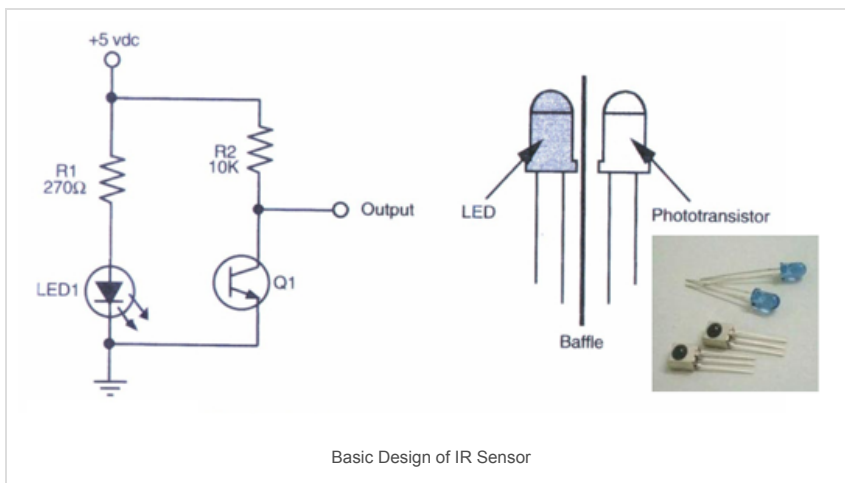 +5 vdc
R1
270Ω
R2
10K
Output
LED1
Q1
LED
Phototransistor
Baffle
Basic Design of IR Sensor